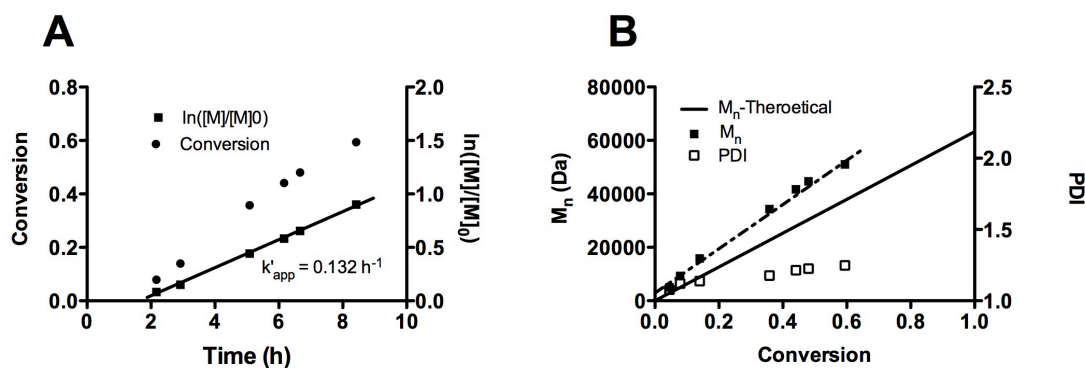 A
0.8
0.6
0.4
0.2
0.0
Conversion
2.0
1.5
1.0
0.5
0.0
ln([M]/[M]₀)
ln([M]/[M]0)
Conversion
k'app = 0.132 h⁻¹
0 2 4 6 8 10
Time (h)
B
80000
60000
40000
20000
0
Mn (Da)
2.5
2.0
1.5
1.0
PDI
Mn-Theroetical
Mn
PDI
0.0 0.2 0.4 0.6 0.8 1.0
Conversion